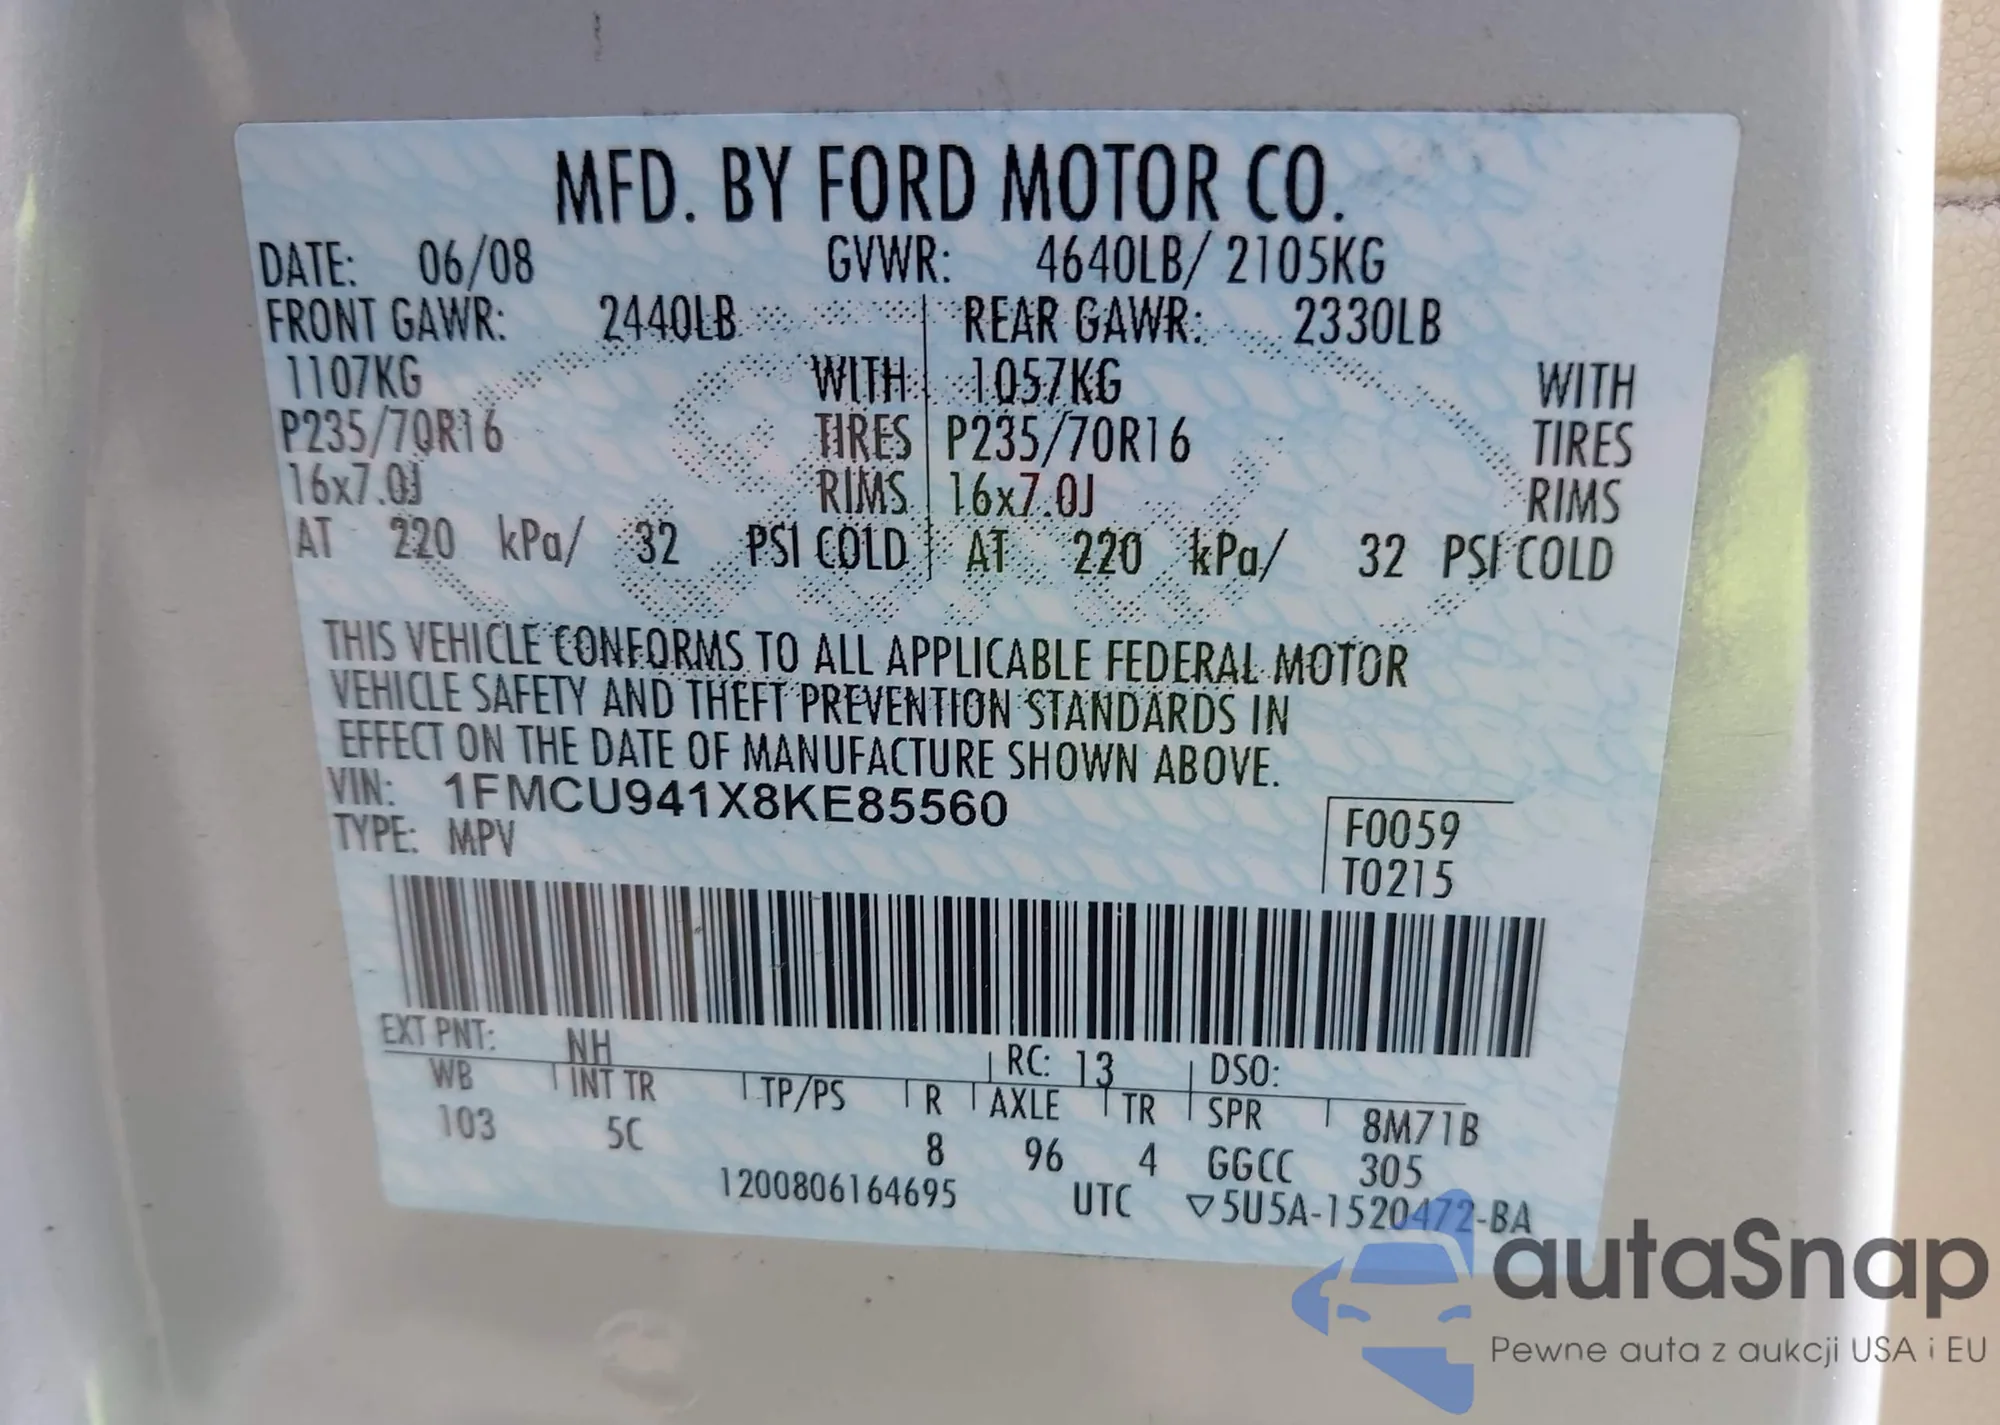 MFD. BY FORD MOTOR CO.
DATE: 06/08 GVWR: 4640LB/ 2105KG
FRONT GAWR: 2440LB REAR GAWR: 2330LB
1107KG WITH 1057KG WITH
P235/70R16 TIRES P235/70R16 TIRES
16x7.0J RIMS 16x7.0J RIMS
AT 220 kPa/ 32 PSI COLD AT 220 kPa/ 32 PSI COLD
THIS VEHICLE CONFORMS TO ALL APPLICABLE FEDERAL MOTOR
VEHICLE SAFETY AND THEFT PREVENTION STANDARDS IN
EFFECT ON THE DATE OF MANUFACTURE SHOWN ABOVE.
VIN: 1FMCU941X8KE85560
TYPE: MPV
F0059
T0215
EXT PNT: NH RC: 13 DSO:
WB INT TR TP/PS R AXLE TR SPR 8M71B
103 5C 8 96 4 GGCC 305
1200806164695 UTC ▽5U5A-1520472-BA
autaSnap
Pewne auta z aukcji USA i EU